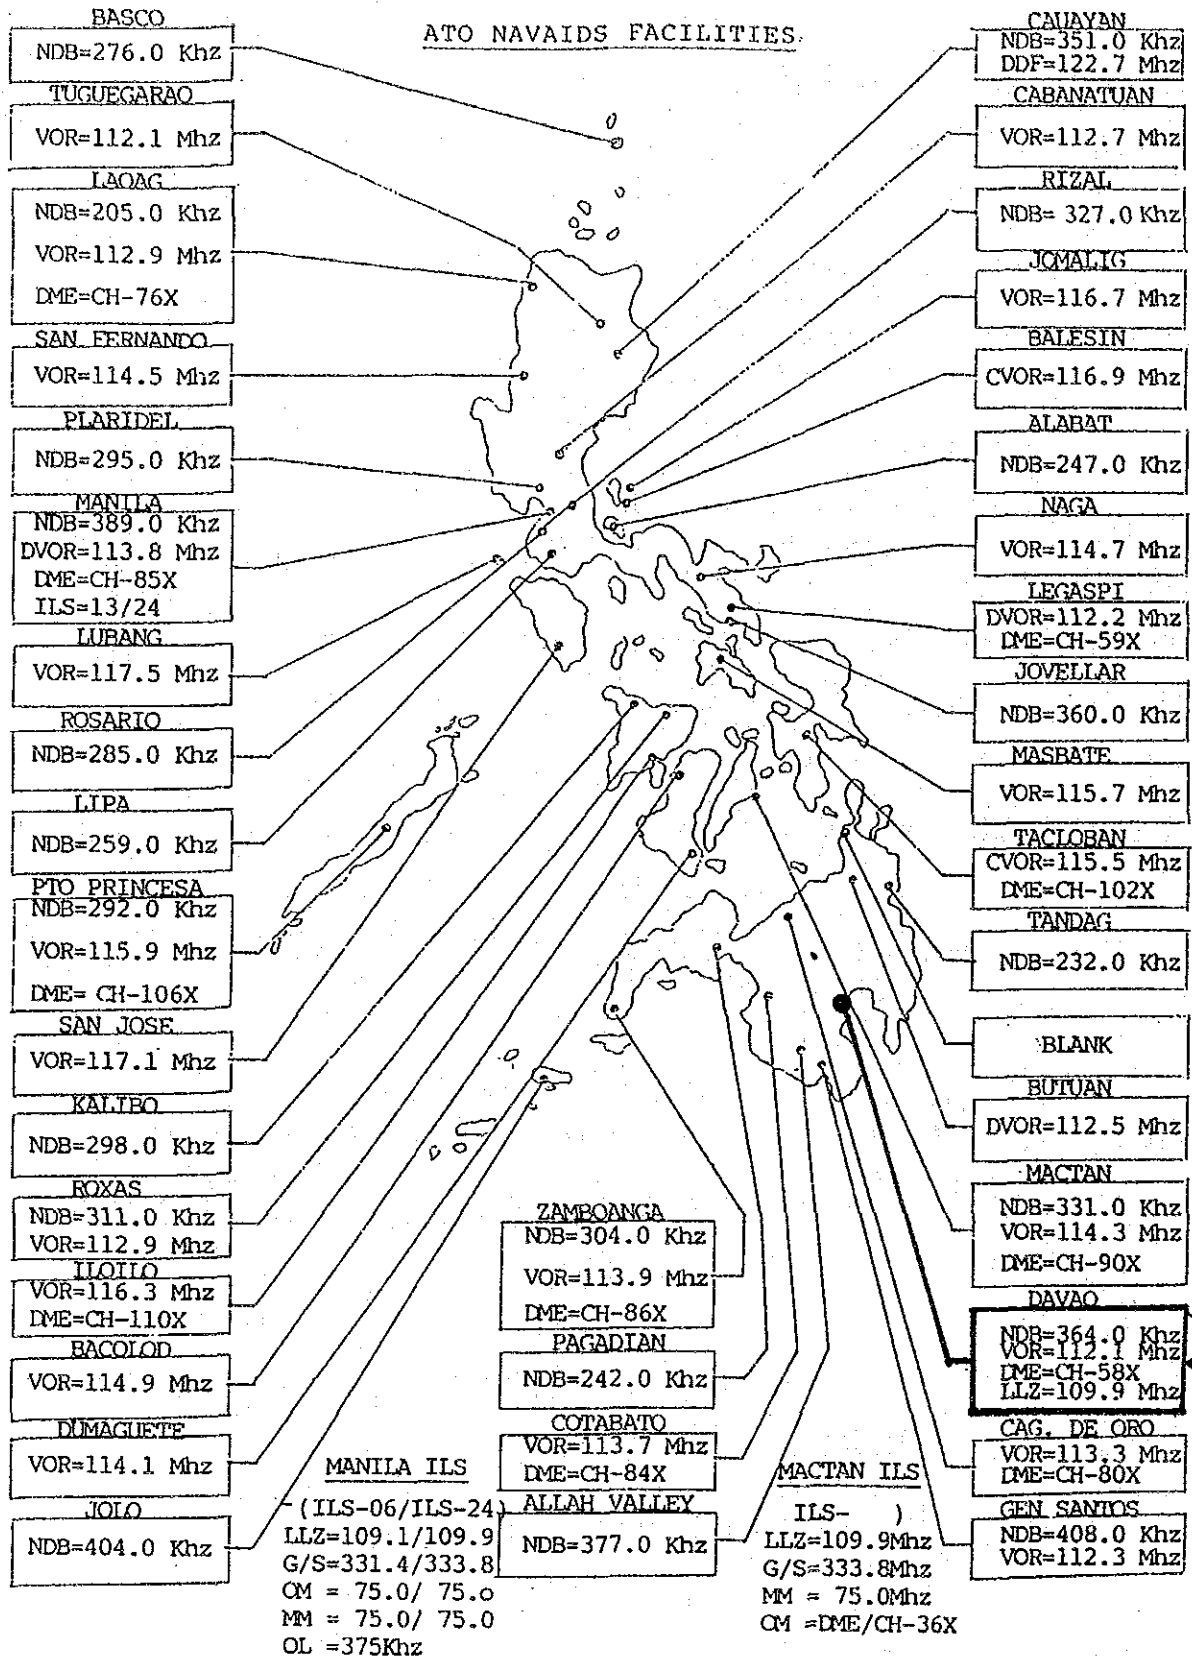 ATO NAVAIDS FACILITIES
BASCO
NDB=276.0 Khz
TUGUEGARAO
VOR=112.1 Mhz
LAOAG
NDB=205.0 Khz
VOR=112.9 Mhz
DME=CH-76X
SAN FERNANDO
VOR=114.5 Mhz
PLARIDEL
NDB=295.0 Khz
MANILA
NDB=389.0 Khz
DVOR=113.8 Mhz
DME=CH-85X
ILS=13/24
LUBANG
VOR=117.5 Mhz
ROSARIO
NDB=285.0 Khz
LIPA
NDB=259.0 Khz
PTO PRINCESA
NDB=292.0 Khz
VOR=115.9 Mhz
DME= CH-106X
SAN JOSE
VOR=117.1 Mhz
KALIBO
NDB=298.0 Khz
ROXAS
NDB=311.0 Khz
VOR=112.9 Mhz
ILOILO
VOR=116.3 Mhz
DME=CH-110X
BACOLOD
VOR=114.9 Mhz
DUMAGUETE
VOR=114.1 Mhz
JOLO
NDB=404.0 Khz
MANILA ILS
(ILS-06/ILS-24)
LLZ=109.1/109.9
G/S=331.4/333.8
OM = 75.0/ 75.0
MM = 75.0/ 75.0
OL =375Khz
ZAMBOANGA
NDB=304.0 Khz
VOR=113.9 Mhz
DME=CH-86X
PAGADIAN
NDB=242.0 Khz
COTABATO
VOR=113.7 Mhz
DME=CH-84X
ALLAH VALLEY
NDB=377.0 Khz
MACTAN ILS
ILS- )
LLZ=109.9Mhz
G/S=333.8Mhz
MM = 75.0Mhz
OM =DME/CH-36X
CAUAYAN
NDB=351.0 Khz
DDF=122.7 Mhz
CABANATUAN
VOR=112.7 Mhz
RIZAL
NDB= 327.0 Khz
JOMALIG
VOR=116.7 Mhz
BALESIN
CVOR=116.9 Mhz
ALABAT
NDB=247.0 Khz
NAGA
VOR=114.7 Mhz
LEGASPI
DVOR=112.2 Mhz
DME=CH-59X
JOVELLAR
NDB=360.0 Khz
MASBATE
VOR=115.7 Mhz
TACLOBAN
CVOR=115.5 Mhz
DME=CH-102X
TANDAG
NDB=232.0 Khz
BLANK
BUTUAN
DVOR=112.5 Mhz
MACTAN
NDB=331.0 Khz
VOR=114.3 Mhz
DME=CH-90X
DAVAO
NDB=364.0 Khz
VOR=112.1 Mhz
DME=CH-58X
LLZ=109.9 Mhz
CAG. DE ORO
VOR=113.3 Mhz
DME=CH-80X
GEN SANTOS
NDB=408.0 Khz
VOR=112.3 Mhz